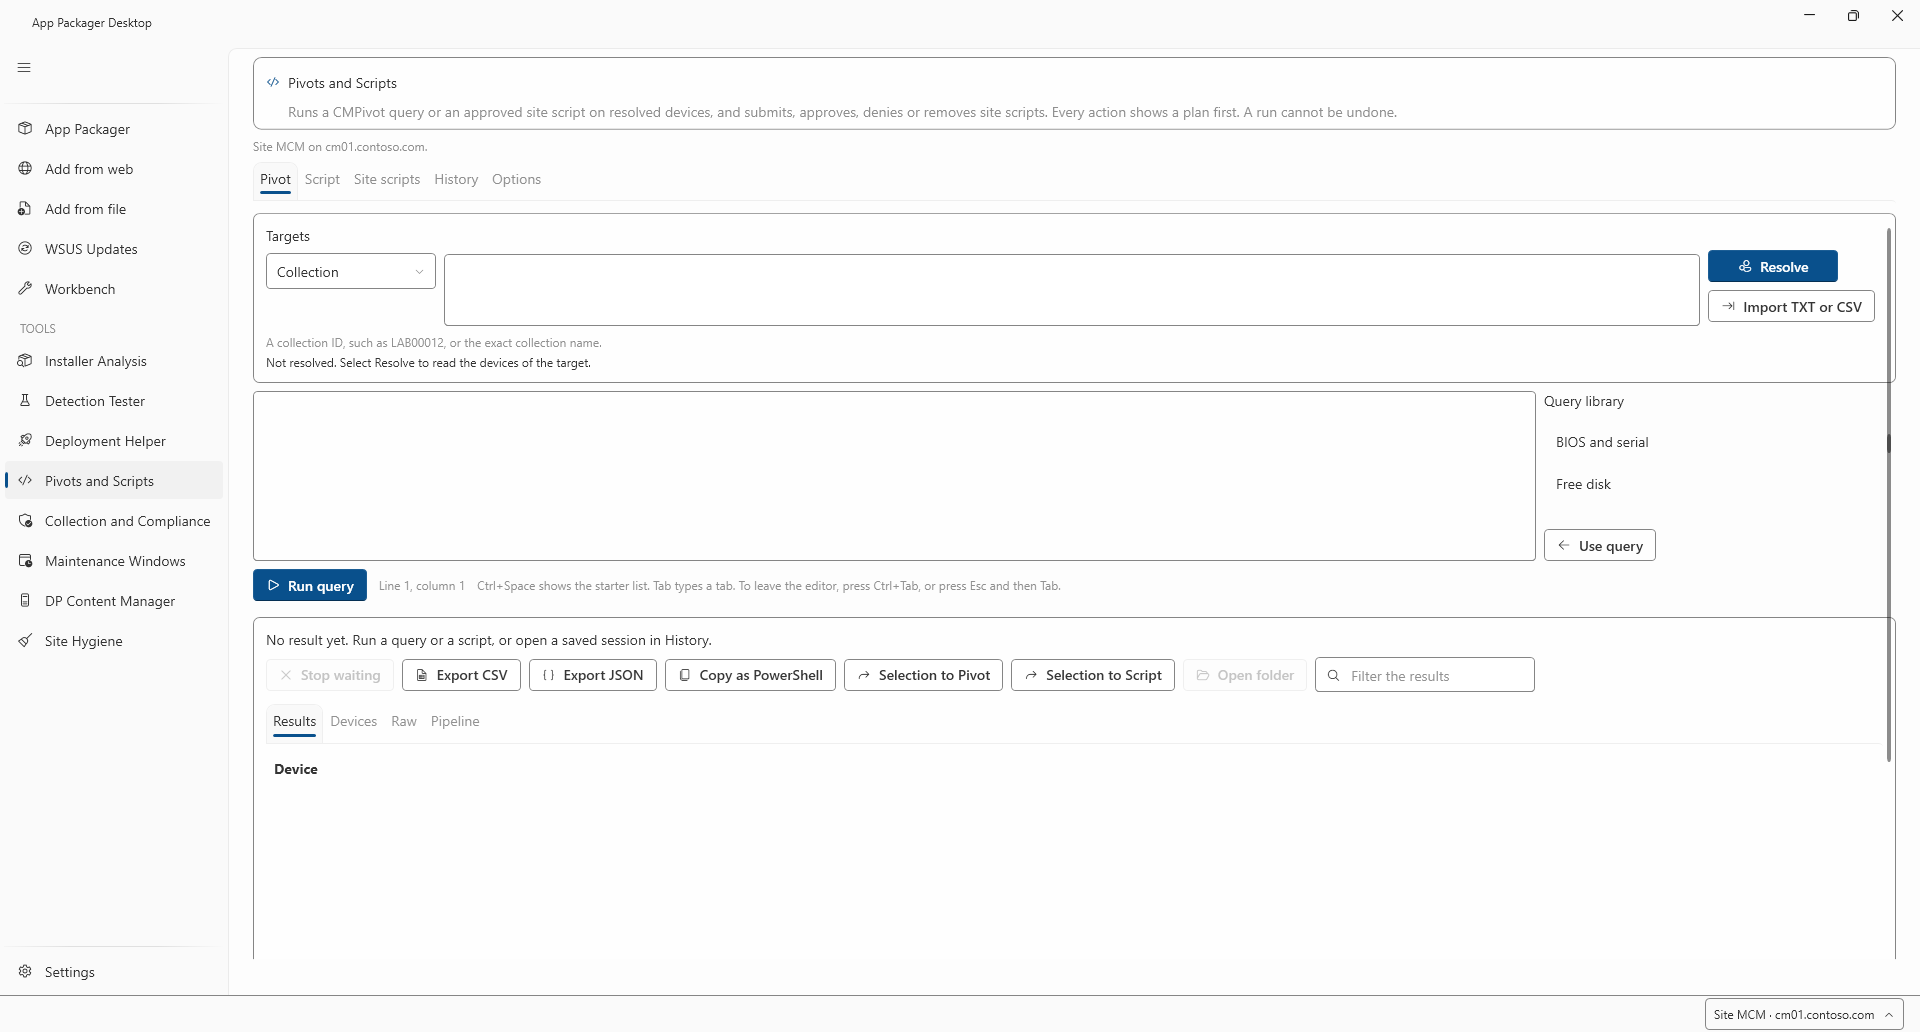 App Packager Desktop
App Packager
Add from web
Add from file
WSUS Updates
Workbench
TOOLS
Installer Analysis
Detection Tester
Deployment Helper
Pivots and Scripts
Collection and Compliance
Maintenance Windows
DP Content Manager
Site Hygiene
Settings
Pivots and Scripts
Runs a CMPivot query or an approved site script on resolved devices, and submits, approves, denies or removes site scripts. Every action shows a plan first. A run cannot be undone.
Site MCM on cm01.contoso.com.
Pivot Script Site scripts History Options
Targets
Collection
Resolve
Import TXT or CSV
A collection ID, such as LAB00012, or the exact collection name.
Not resolved. Select Resolve to read the devices of the target.
Query library
BIOS and serial
Free disk
Use query
Run query Line 1, column 1 Ctrl+Space shows the starter list. Tab types a tab. To leave the editor, press Ctrl+Tab, or press Esc and then Tab.
No result yet. Run a query or a script, or open a saved session in History.
Stop waiting Export CSV Export JSON Copy as PowerShell Selection to Pivot Selection to Script Open folder Filter the results
Results Devices Raw Pipeline
Device
Site MCM · cm01.contoso.com